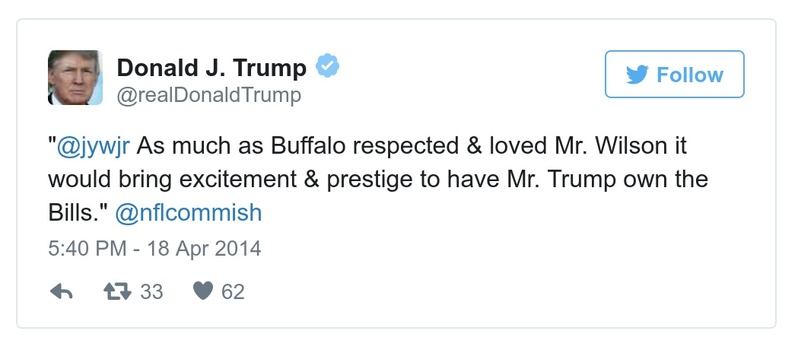 Donald J. Trump
@realDonaldTrump
Follow
"@jywjr As much as Buffalo respected & loved Mr. Wilson it
would bring excitement & prestige to have Mr. Trump own the
Bills." @nflcommish
5:40 PM - 18 Apr 2014
33 62